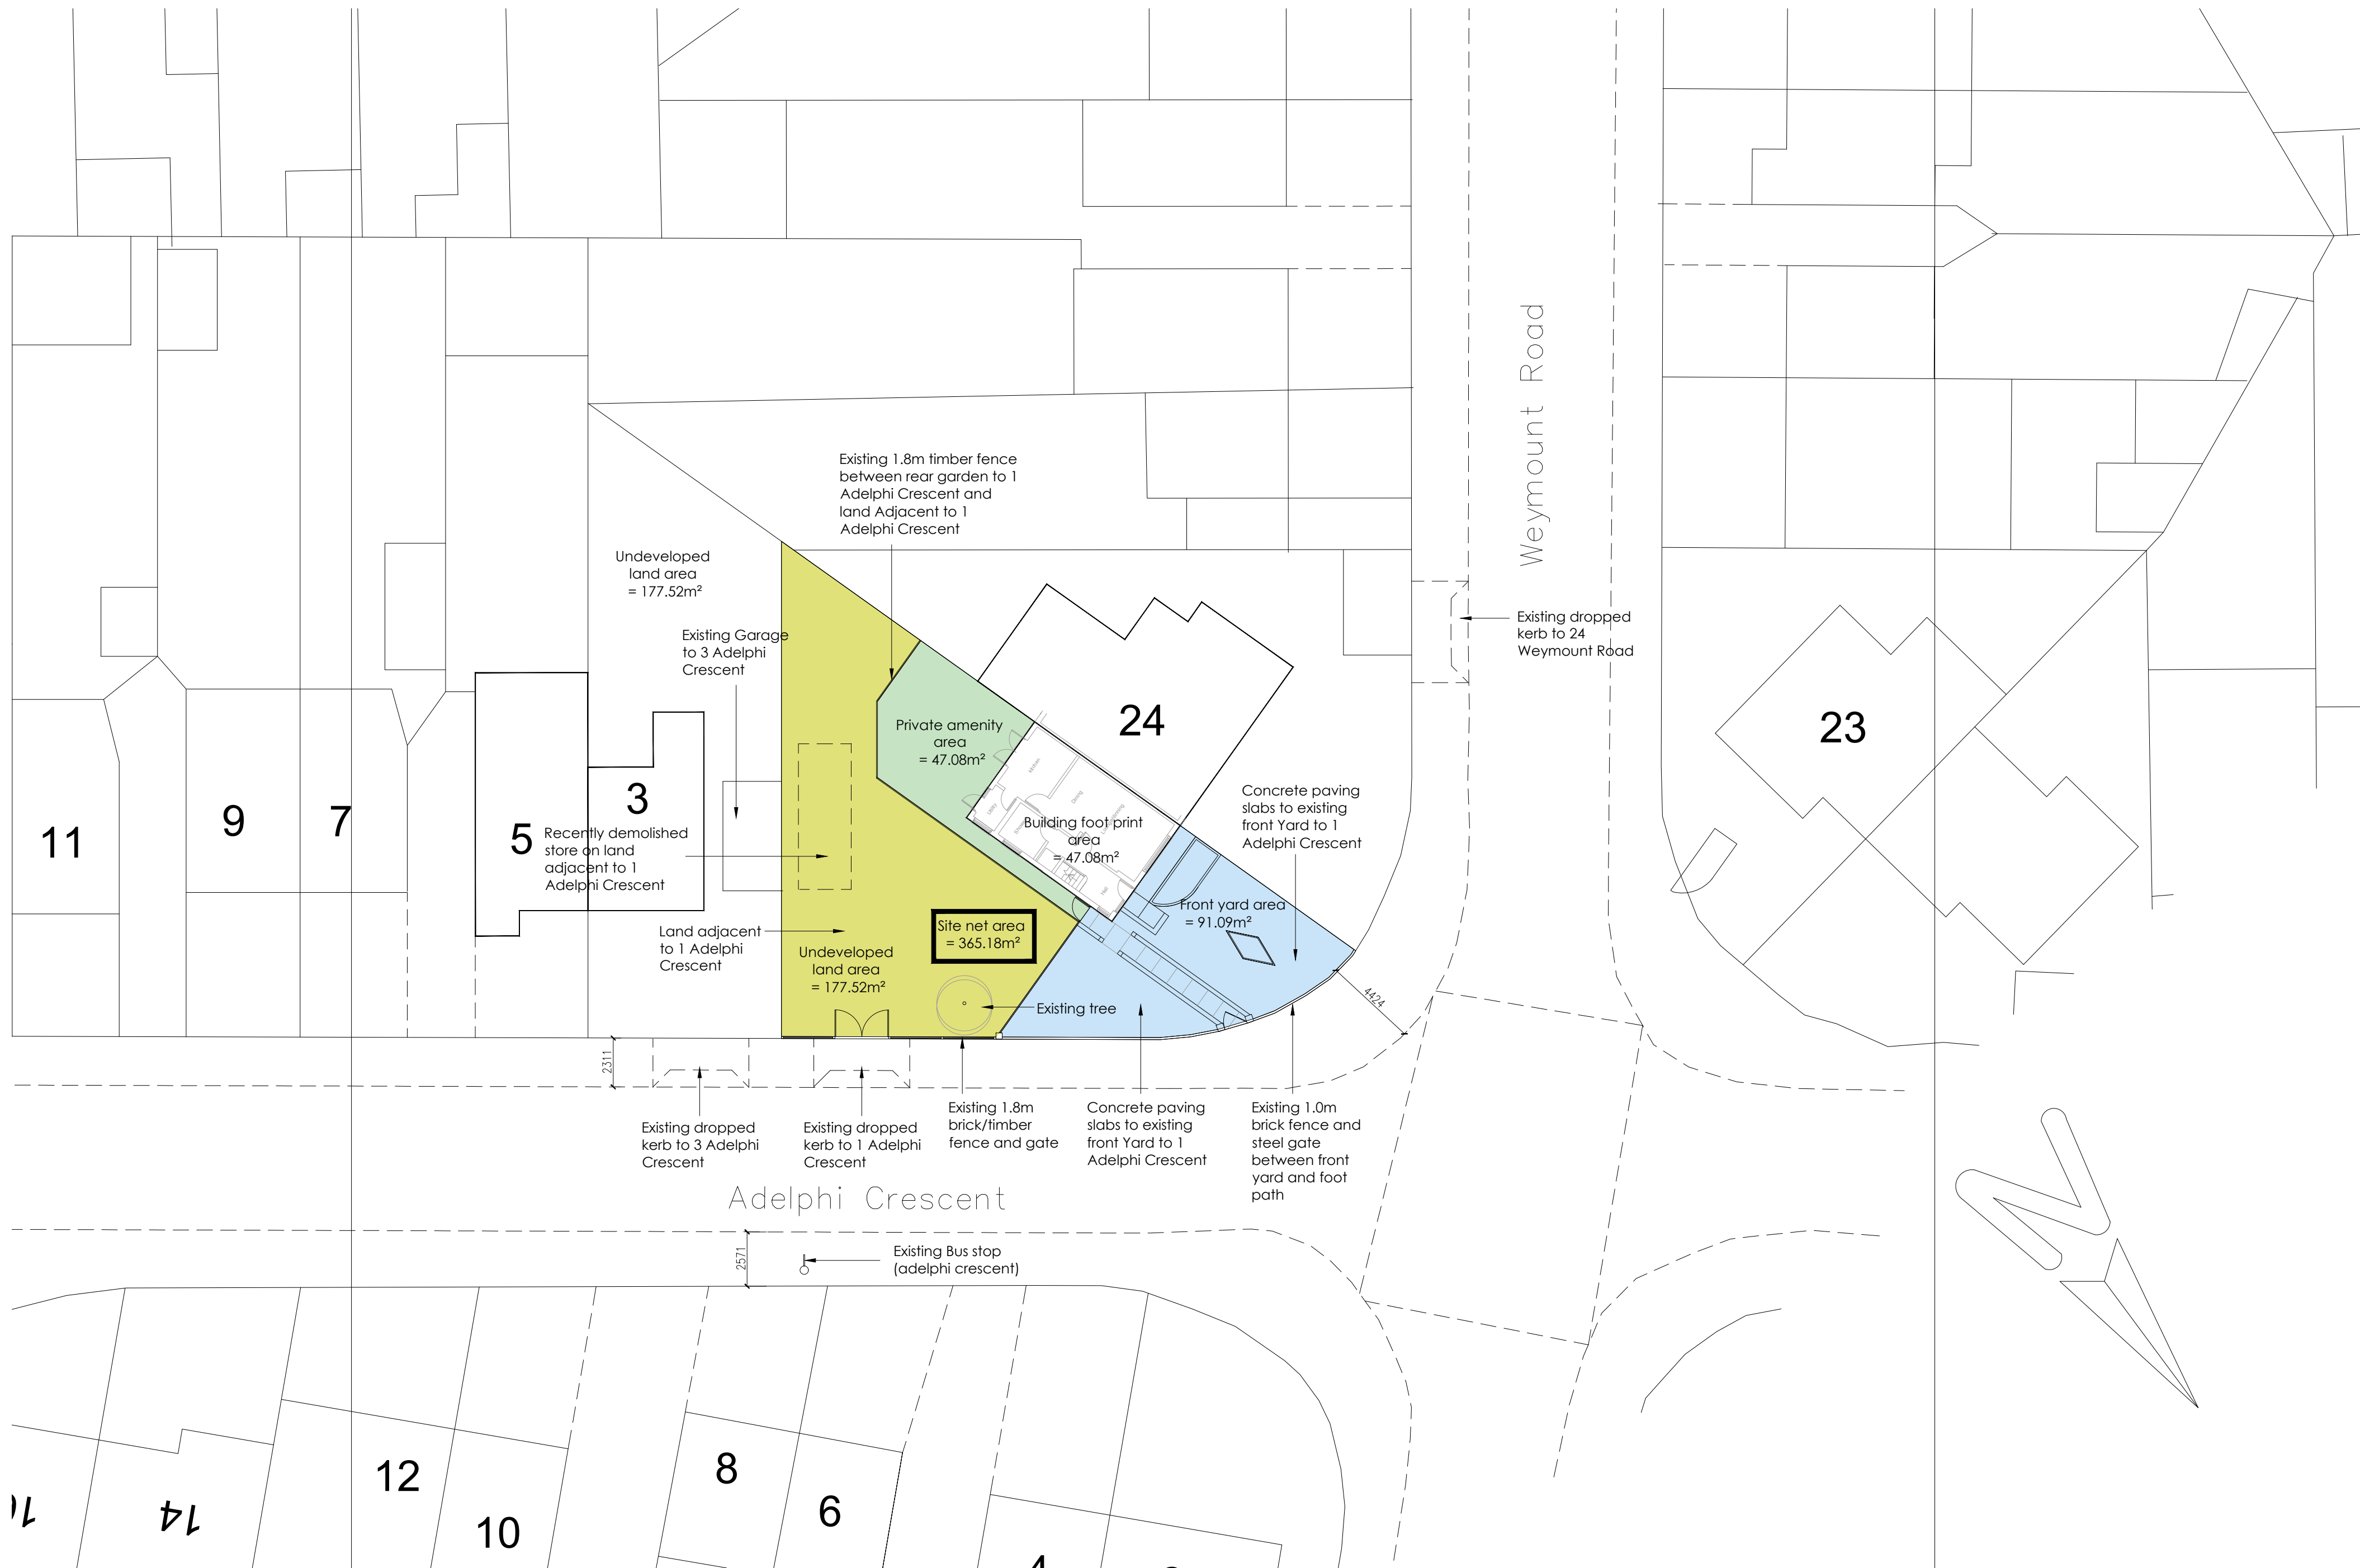 Existing 1.8m timber fence
between rear garden to 1
Adelphi Crescent and
land Adjacent to 1
Adelphi Crescent
Weymount Road
Undeveloped
land area
= 177.52m²
Existing Garage
to 3 Adelphi
Crescent
Existing dropped
kerb to 24
Weymount Road
Private amenity
area
= 47.08m²
24
23
Kitchen
Dining
Utility
Hall
Building foot print
area
= 47.08m²
Concrete paving
slabs to existing
front Yard to 1
Adelphi Crescent
11
9
7
5
3
Recently demolished
store on land
adjacent to 1
Adelphi Crescent
Front yard area
= 91.09m²
Land adjacent
to 1 Adelphi
Crescent
Site net area
= 365.18m²
Undeveloped
land area
= 177.52m²
Existing tree
4424
2311
Existing dropped
kerb to 3 Adelphi
Crescent
Existing dropped
kerb to 1 Adelphi
Crescent
Existing 1.8m
brick/timber
fence and gate
Concrete paving
slabs to existing
front Yard to 1
Adelphi Crescent
Existing 1.0m
brick fence and
steel gate
between front
yard and foot
path
Adelphi Crescent
N
2571
Existing Bus stop
(adelphi crescent)
14
12
10
8
6
4